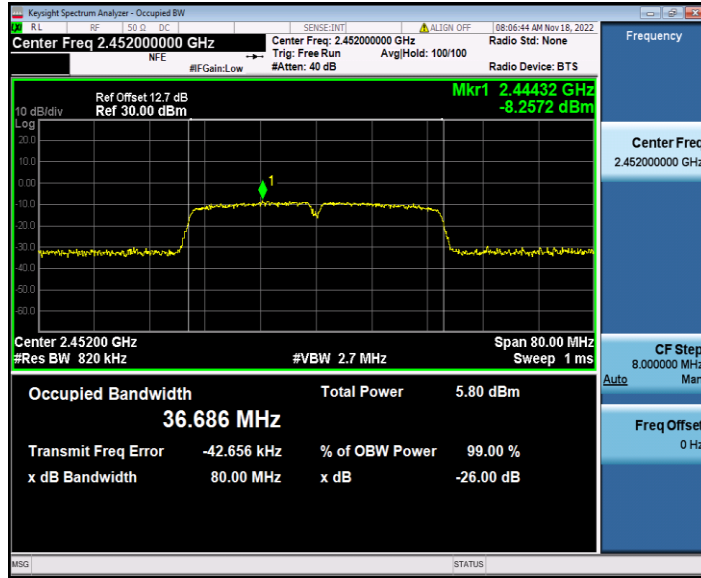 Keysight Spectrum Analyzer - Occupied BW
LXI RL RF 50 Ω DC SENSE:INT ALIGN OFF 08:06:44 AM Nov 18, 2022
Center Freq 2.452000000 GHz
NFE
#IFGain:Low
Center Freq: 2.452000000 GHz
Trig: Free Run Avg|Hold: 100/100
#Atten: 40 dB
Radio Std: None
Radio Device: BTS
Frequency
Ref Offset 12.7 dB
10 dB/div Ref 30.00 dBm
Mkr1 2.44432 GHz
-8.2572 dBm
Log
20.0
10.0
0.00
-10.0
-20.0
-30.0
-40.0
-50.0
-60.0
1
Center 2.45200 GHz Span 80.00 MHz
#Res BW 820 kHz #VBW 2.7 MHz Sweep 1 ms
Occupied Bandwidth Total Power 5.80 dBm
36.686 MHz
Transmit Freq Error -42.656 kHz % of OBW Power 99.00 %
x dB Bandwidth 80.00 MHz x dB -26.00 dB
Center Freq
2.452000000 GHz
CF Step
8.000000 MHz
Auto Man
Freq Offset
0 Hz
MSG STATUS